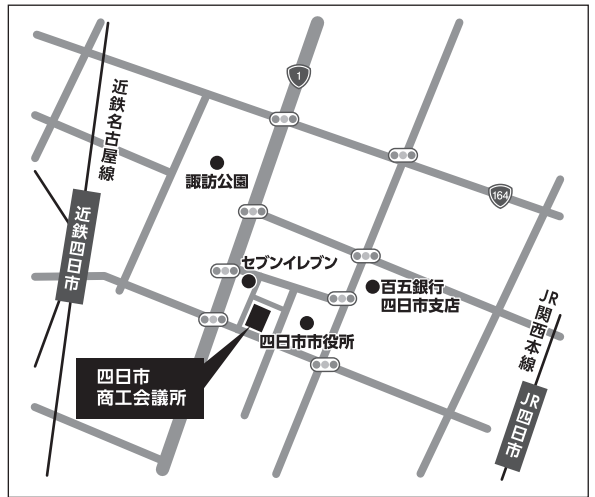 1
近鉄名古屋線
諏訪公園
164
近鉄四日市
セブンイレブン
百五銀行
四日市支店
JR関西本線
四日市市役所
四日市
商工会議所
JR四日市